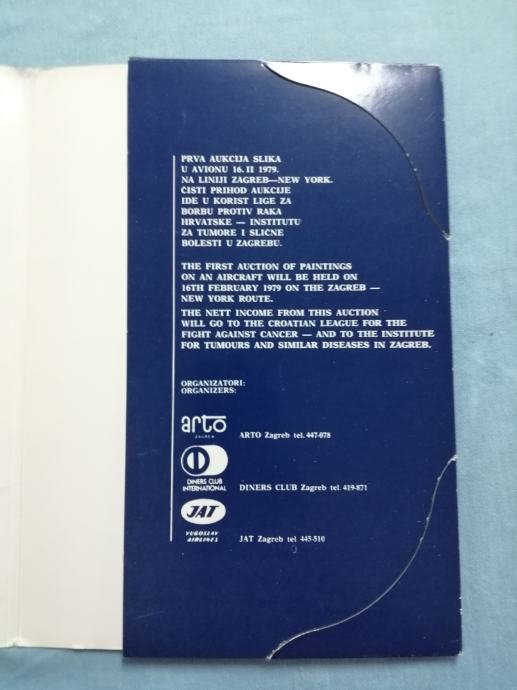 PRVA AUKCIJA SLIKA
U AVIONU 16. II 1979.
NA LINIJI ZAGREB—NEW YORK.
ČISTI PRIHOD AUKCIJE
IDE U KORIST LIGE ZA
BORBU PROTIV RAKA
HRVATSKE — INSTITUTU
ZA TUMORE I SLIČNE
BOLESTI U ZAGREBU.
THE FIRST AUCTION OF PAINTINGS
ON AN AIRCRAFT WILL BE HELD ON
16TH FEBRUARY 1979 ON THE ZAGREB —
NEW YORK ROUTE.
THE NETT INCOME FROM THIS AUCTION
WILL GO TO THE CROATIAN LEAGUE FOR THE
FIGHT AGAINST CANCER — AND TO THE INSTITUTE
FOR TUMOURS AND SIMILAR DISEASES IN ZAGREB.
ORGANIZATORI:
ORGANIZERS:
arto
ZAGREB
ARTO Zagreb tel. 447-078
DINERS CLUB
INTERNATIONAL
DINERS CLUB Zagreb tel. 419-871
JAT
YUGOSLAV
AIRLINES
JAT Zagreb tel 445-510